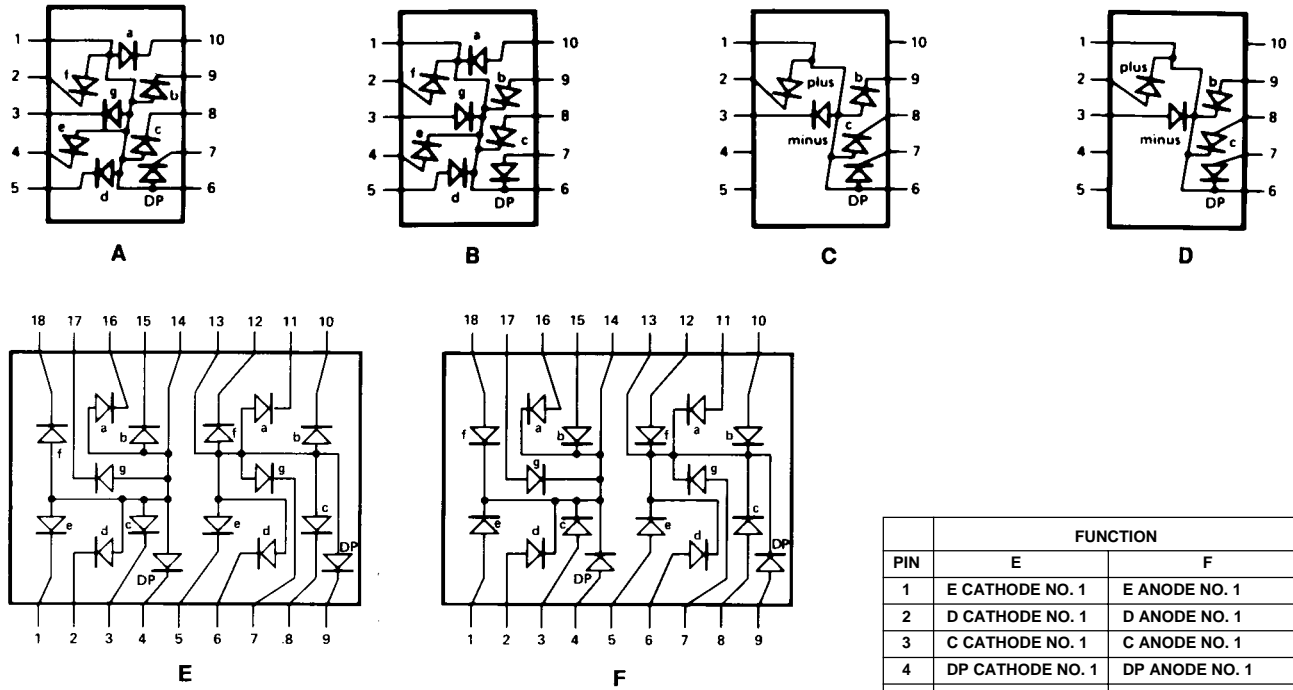 a
1 10
f
2 9
b
g
3 8
e
c
4 7
5 6
d DP
A
a
1 10
f
2 9
b
g
3 8
e
c
4 7
5 6
d DP
B
1 10
2 plus 9
b
3 8
minus c
4 7
5 6
DP
C
1 10
plus
2 9
b
3 8
minus c
4 7
5 6
DP
D
18 17 16 15 14 13 12 11 10
a a
f b f b
g g
e c e c
d d
DP DP
1 2 3 4 5 6 7 8 9
E
18 17 16 15 14 13 12 11 10
a a
f b f b
g g
e c e c
d d
DP DP
1 2 3 4 5 6 7 8 9
F
FUNCTION
PIN E F
1 E CATHODE NO. 1 E ANODE NO. 1
2 D CATHODE NO. 1 D ANODE NO. 1
3 C CATHODE NO. 1 C ANODE NO. 1
4 DP CATHODE NO. 1 DP ANODE NO. 1